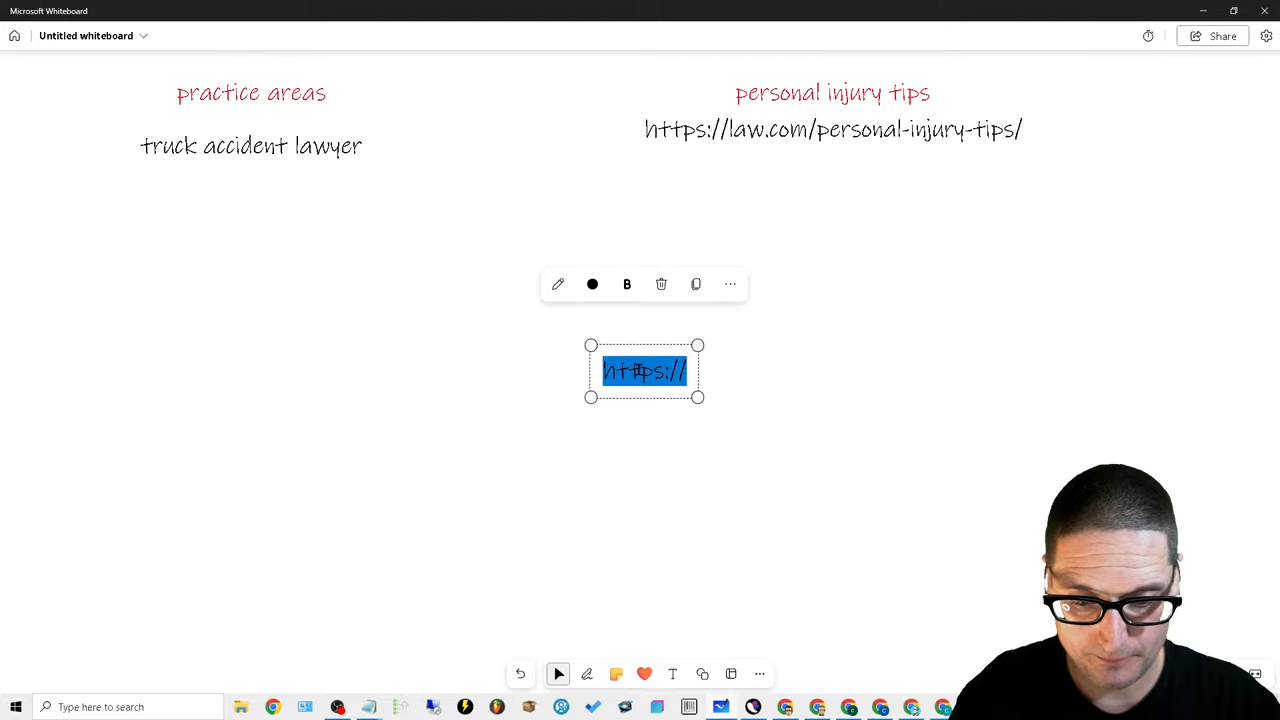 Microsoft Whiteboard
Untitled whiteboard
Share
practice areas
personal injury tips
https://law.com/personal-injury-tips/
truck accident lawyer
B
https://
T
Type here to search